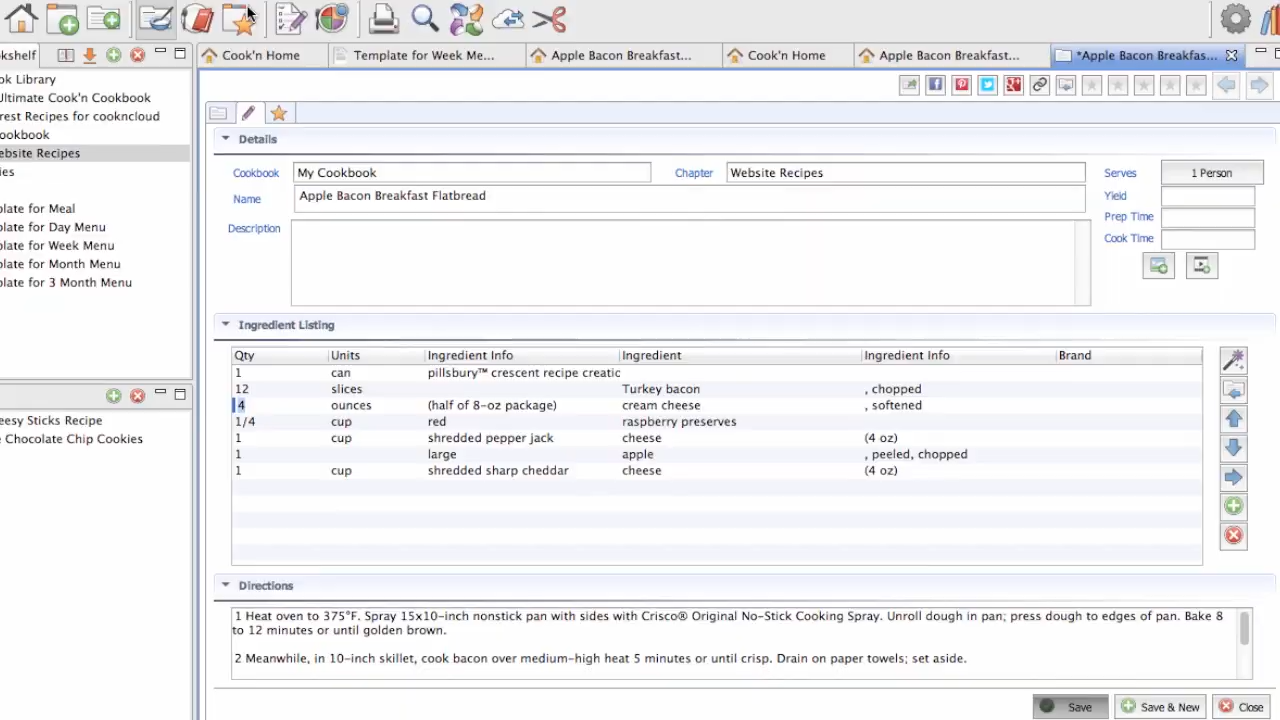 kshelf
Cook'n Home
Template for Week Me...
Apple Bacon Breakfast...
Cook'n Home
Apple Bacon Breakfast...
*Apple Bacon Breakfas...
ok Library
Ultimate Cook'n Cookbook
rest Recipes for cookncloud
ookbook
ebsite Recipes
ies
plate for Meal
plate for Day Menu
plate for Week Menu
plate for Month Menu
plate for 3 Month Menu
eesy Sticks Recipe
e Chocolate Chip Cookies
Details
Cookbook My Cookbook Chapter Website Recipes Serves 1 Person
Name Apple Bacon Breakfast Flatbread Yield
Prep Time
Description Cook Time
Ingredient Listing
Qty Units Ingredient Info Ingredient Ingredient Info Brand
1 can pillsbury™ crescent recipe creatic
12 slices Turkey bacon , chopped
4 ounces (half of 8-oz package) cream cheese , softened
1/4 cup red raspberry preserves
1 cup shredded pepper jack cheese (4 oz)
1 large apple , peeled, chopped
1 cup shredded sharp cheddar cheese (4 oz)
Directions
1 Heat oven to 375°F. Spray 15x10-inch nonstick pan with sides with Crisco® Original No-Stick Cooking Spray. Unroll dough in pan; press dough to edges of pan. Bake 8
to 12 minutes or until golden brown.
2 Meanwhile, in 10-inch skillet, cook bacon over medium-high heat 5 minutes or until crisp. Drain on paper towels; set aside.
Save Save & New Close